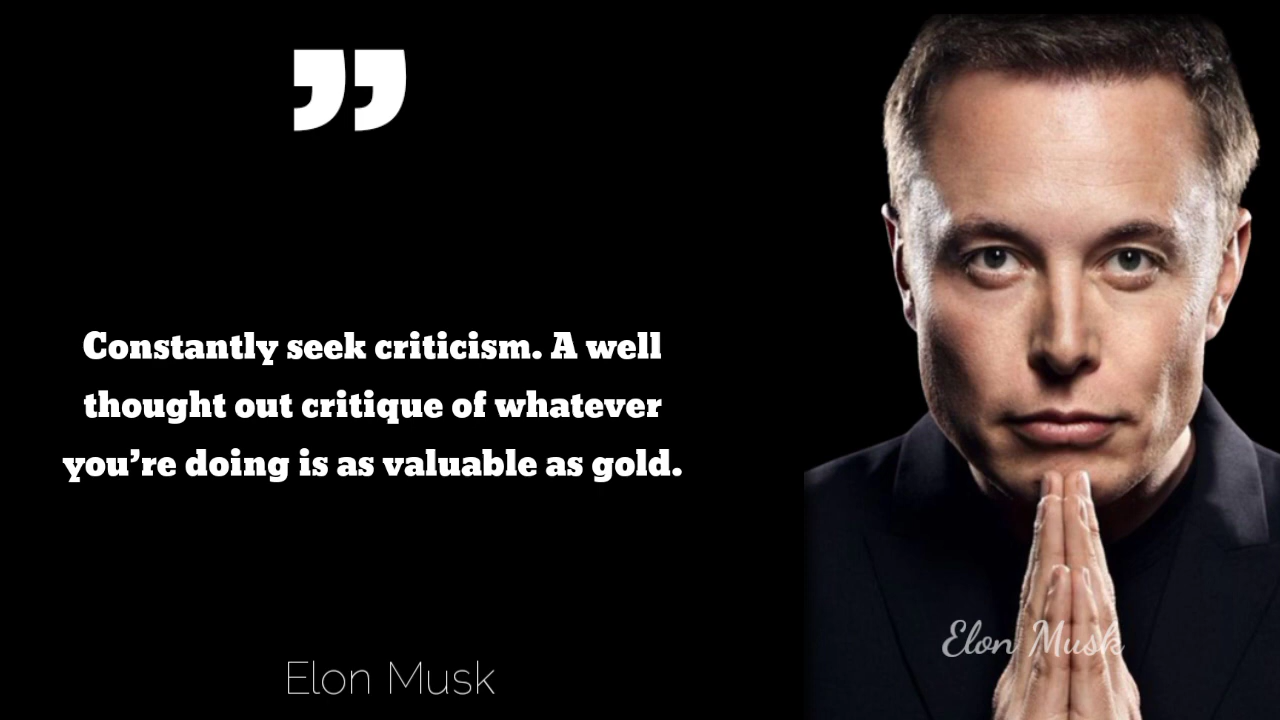 ”
Constantly seek criticism. A well
thought out critique of whatever
you’re doing is as valuable as gold.
Elon Musk
Elon Musk